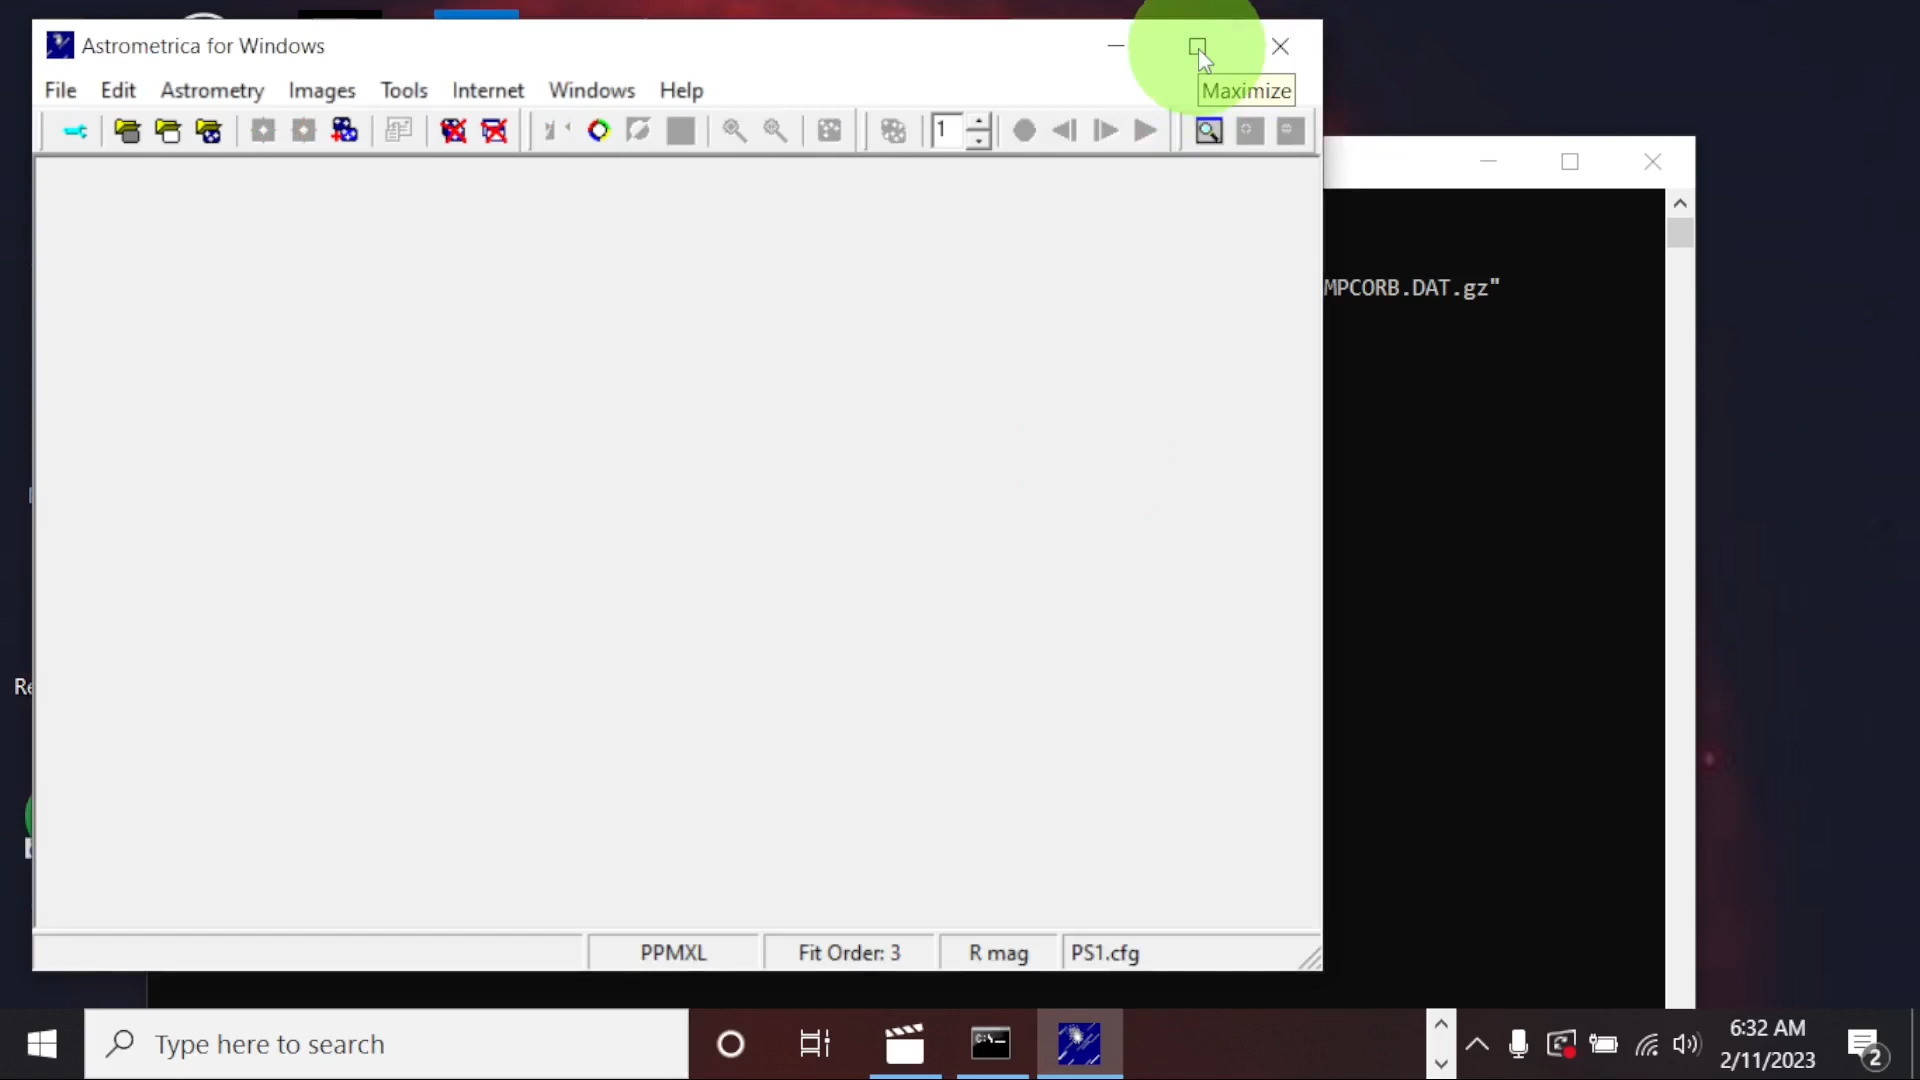 Astrometrica for Windows
File Edit Astrometry Images Tools Internet Windows Help
Maximize
1
MPCORB.DAT.gz"
Re
PPMXL Fit Order: 3 R mag PS1.cfg
Type here to search
6:32 AM
2/11/2023
2